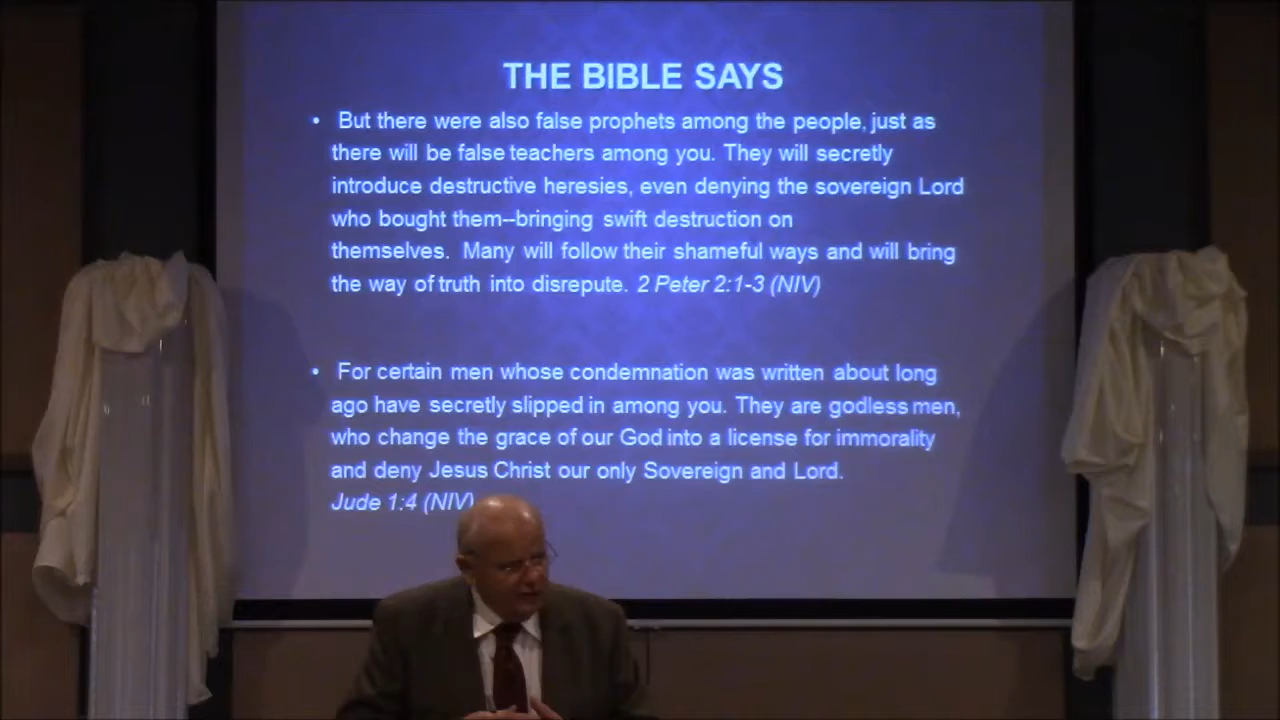 THE BIBLE SAYS
• But there were also false prophets among the people, just as
there will be false teachers among you. They will secretly
introduce destructive heresies, even denying the sovereign Lord
who bought them--bringing swift destruction on
themselves. Many will follow their shameful ways and will bring
the way of truth into disrepute. 2 Peter 2:1-3 (NIV)
• For certain men whose condemnation was written about long
ago have secretly slipped in among you. They are godless men,
who change the grace of our God into a license for immorality
and deny Jesus Christ our only Sovereign and Lord.
Jude 1:4 (NIV)